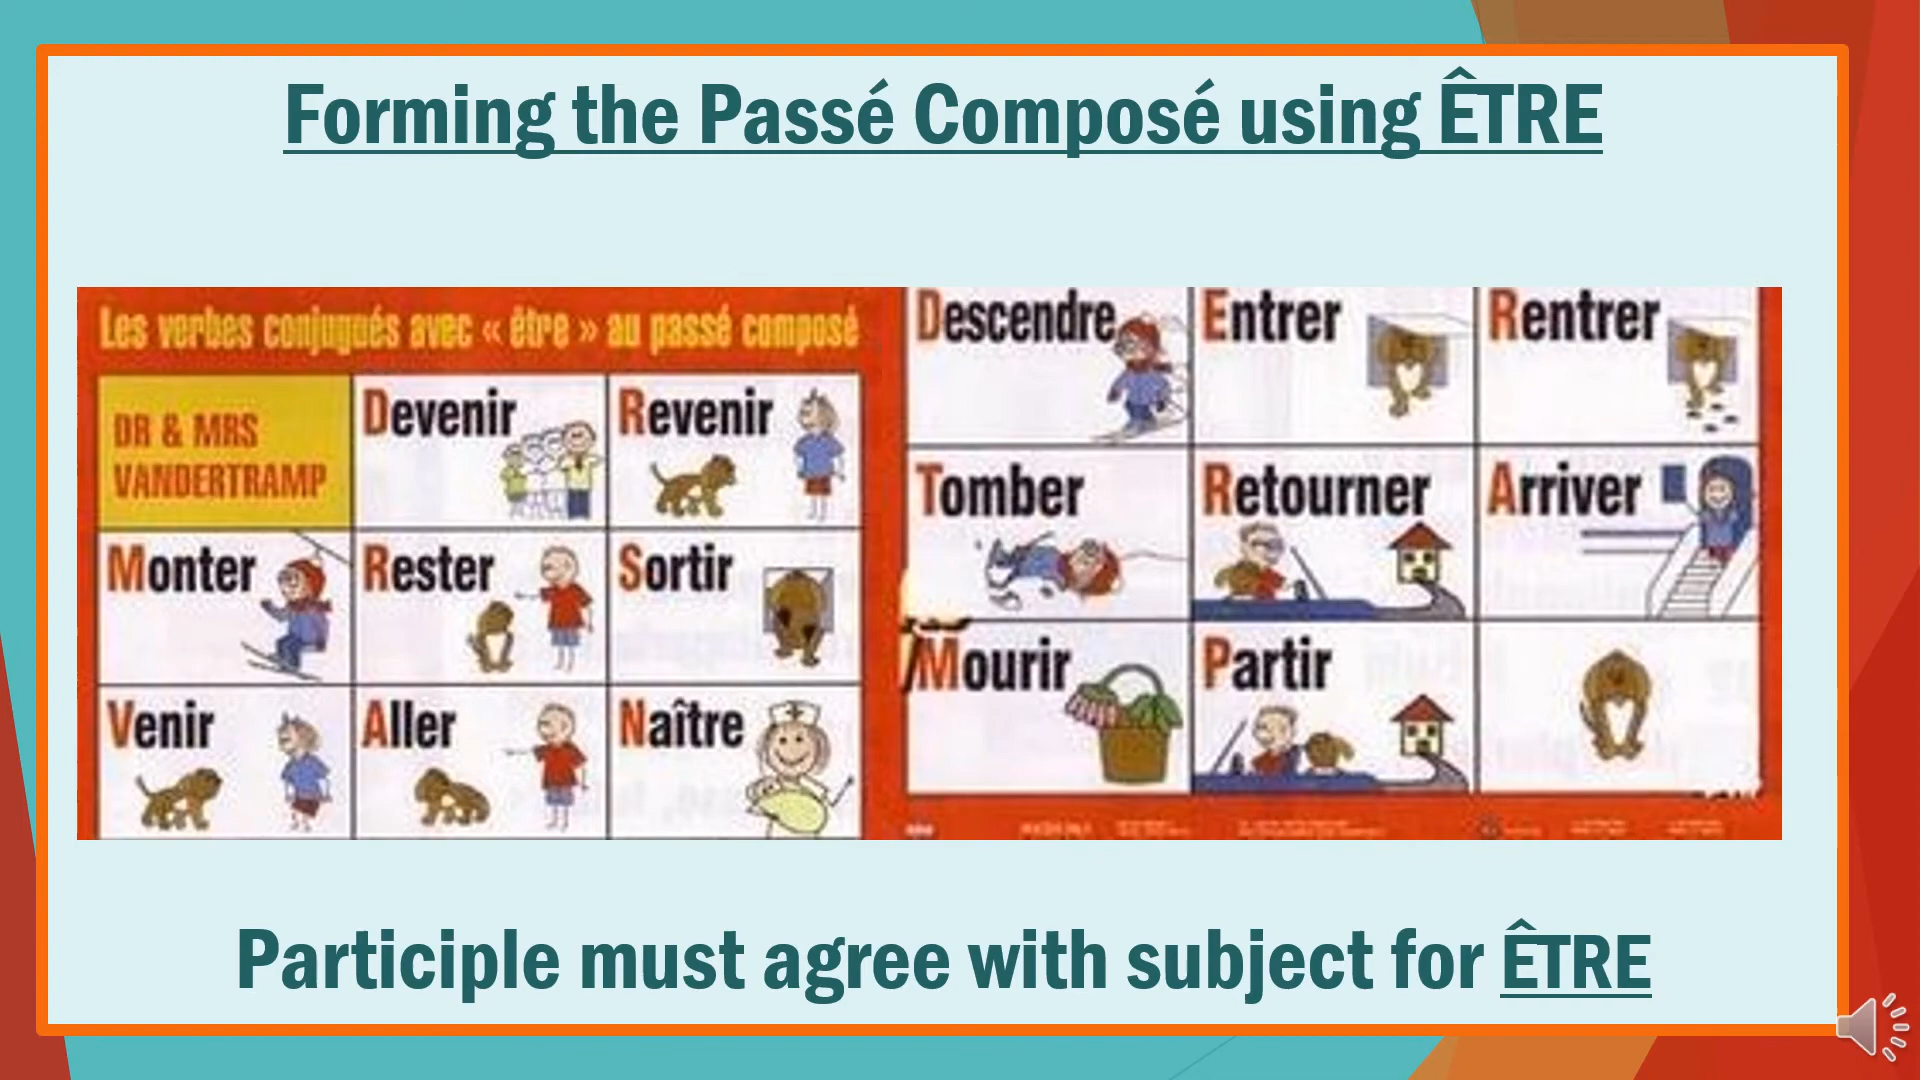 Forming the Passé Composé using ÊTRE
Les verbes conjugués avec « être » au passé composé
DR & MRS
VANDERTRAMP
Devenir
Revenir
Monter
Rester
Sortir
Venir
Aller
Naître
Descendre
Entrer
Rentrer
Tomber
Retourner
Arriver
Mourir
Partir
Participle must agree with subject for ÊTRE